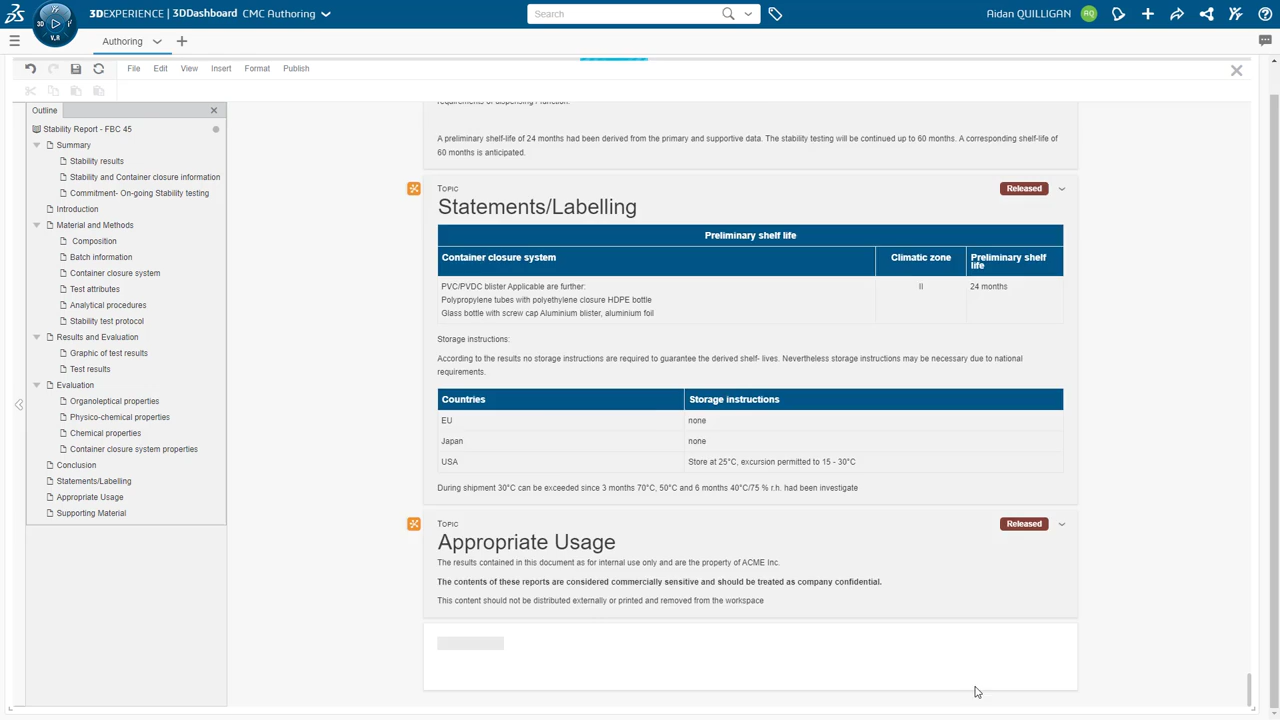 3DEXPERIENCE | 3DDashboard CMC Authoring
Search
Aidan QUILLIGAN AQ
3D
V.R
Authoring
File Edit View Insert Format Publish
Outline
Stability Report - FBC 45
Summary
Stability results
Stability and Container closure information
Commitment- On-going Stability testing
Introduction
Material and Methods
Composition
Batch information
Container closure system
Test attributes
Analytical procedures
Stability test protocol
Results and Evaluation
Graphic of test results
Test results
Evaluation
Organoleptical properties
Physico-chemical properties
Chemical properties
Container closure system properties
Conclusion
Statements/Labelling
Appropriate Usage
Supporting Material
requirements of dispensing / function.
A preliminary shelf-life of 24 months had been derived from the primary and supportive data. The stability testing will be continued up to 60 months. A corresponding shelf-life of
60 months is anticipated.
Topic
Released
Statements/Labelling
Preliminary shelf life
Container closure system Climatic zone Preliminary shelf
life
PVC/PVDC blister Applicable are further: II 24 months
Polypropylene tubes with polyethylene closure HDPE bottle
Glass bottle with screw cap Aluminium blister, aluminium foil
Storage instructions:
According to the results no storage instructions are required to guarantee the derived shelf- lives. Nevertheless storage instructions may be necessary due to national
requirements.
Countries Storage instructions
EU none
Japan none
USA Store at 25°C, excursion permitted to 15 - 30°C
During shipment 30°C can be exceeded since 3 months 70°C, 50°C and 6 months 40°C/75 % r.h. had been investigate
Topic
Released
Appropriate Usage
The results contained in this document as for internal use only and are the property of ACME Inc.
The contents of these reports are considered commercially sensitive and should be treated as company confidential.
This content should not be distributed externally or printed and removed from the workspace